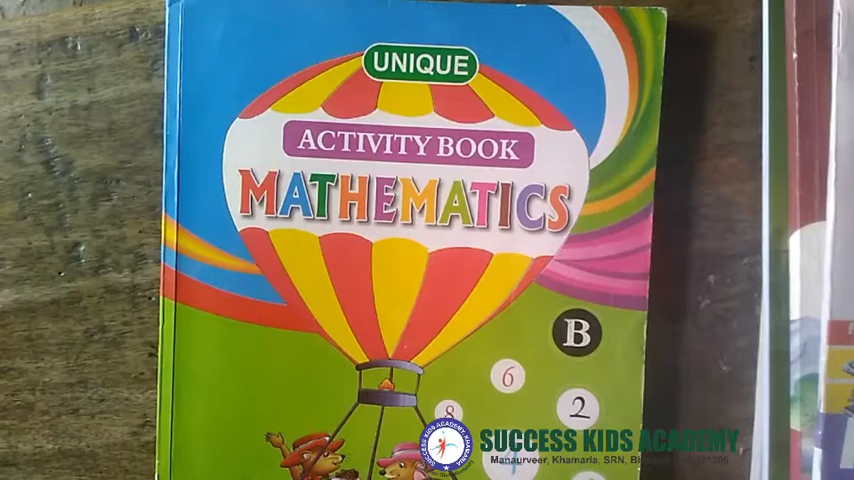 UNIQUE
ACTIVITY BOOK
MATHEMATICS
B
6
8
2
SUCCESS KIDS ACADEMY
Manaurveer, Khamaria, SRN,